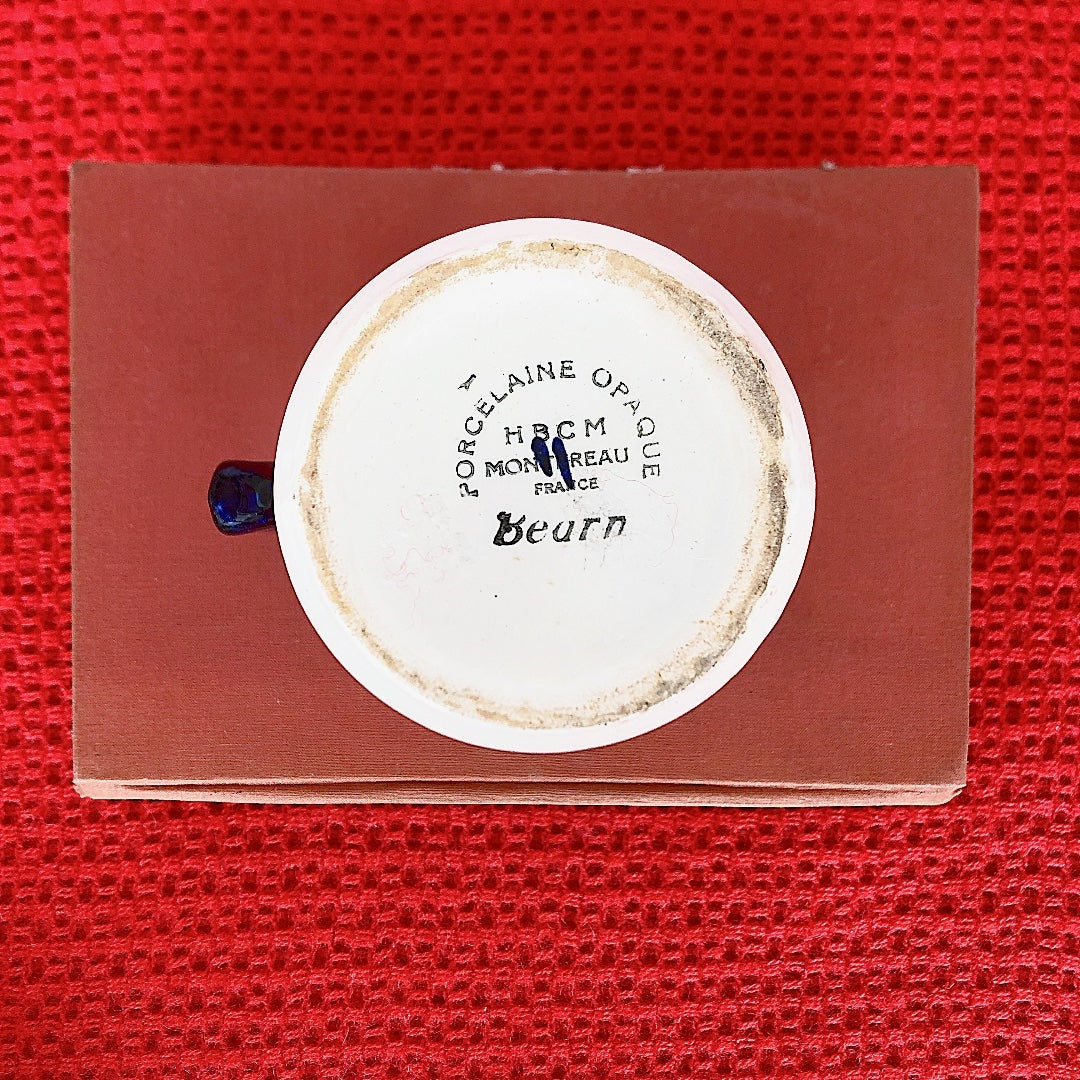 PORCELAINE OPAQUE
HBCM
MONTEREAU
FRANCE
Bearn